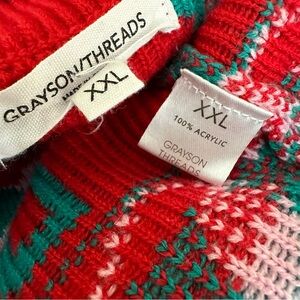 GRAYSON/THREADS
XXL
XXL
100% ACRYLIC
GRAYSON
THREADS